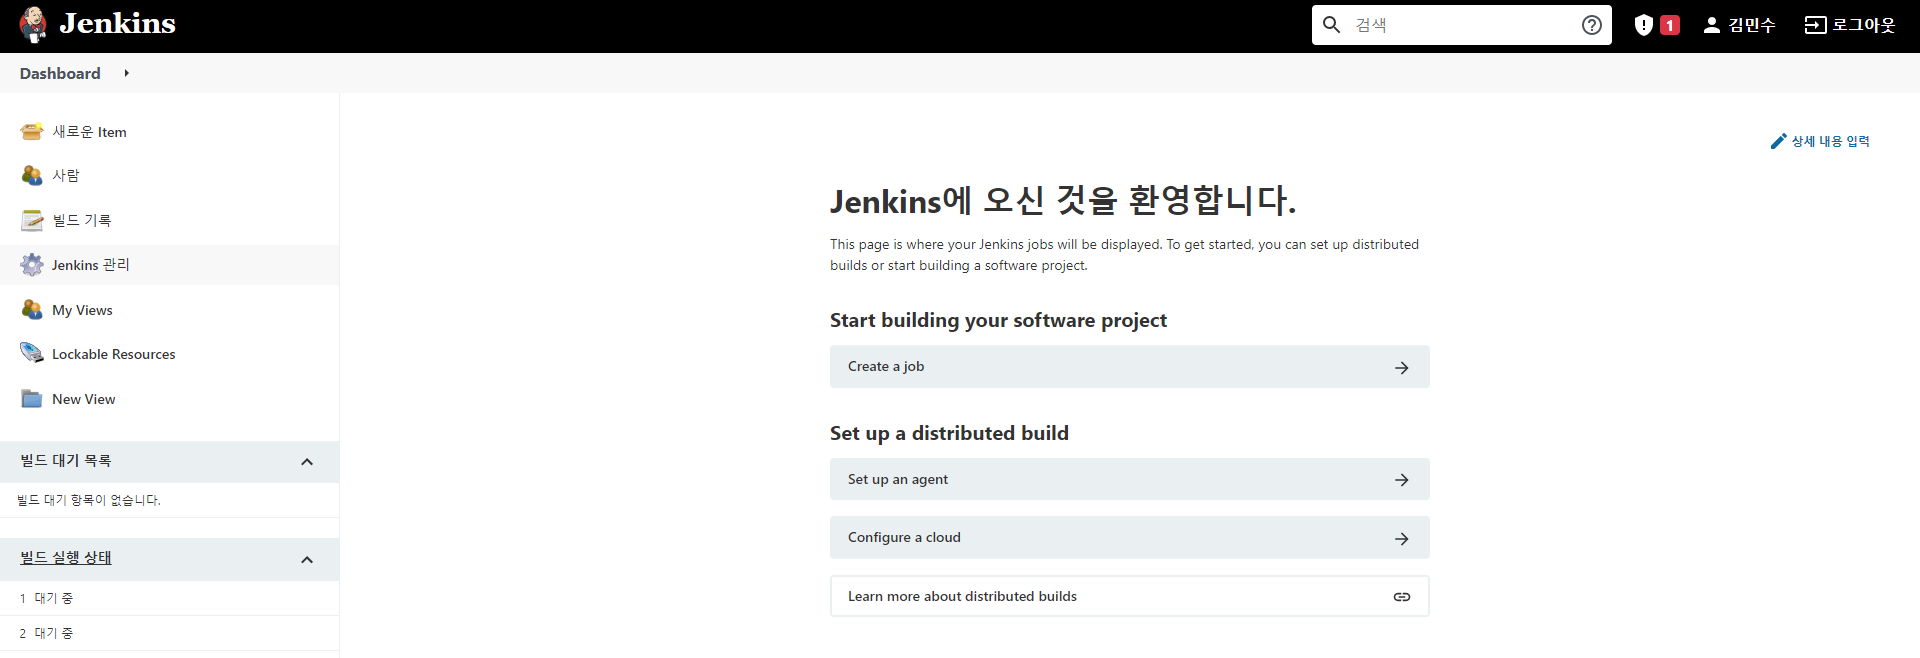 Jenkins
검색
1
김민수
로그아웃
Dashboard
새로운 Item
사람
빌드 기록
Jenkins 관리
My Views
Lockable Resources
New View
빌드 대기 목록
빌드 대기 항목이 없습니다.
빌드 실행 상태
1 대기 중
2 대기 중
상세 내용 입력
Jenkins에 오신 것을 환영합니다.
This page is where your Jenkins jobs will be displayed. To get started, you can set up distributed
builds or start building a software project.
Start building your software project
Create a job
Set up a distributed build
Set up an agent
Configure a cloud
Learn more about distributed builds